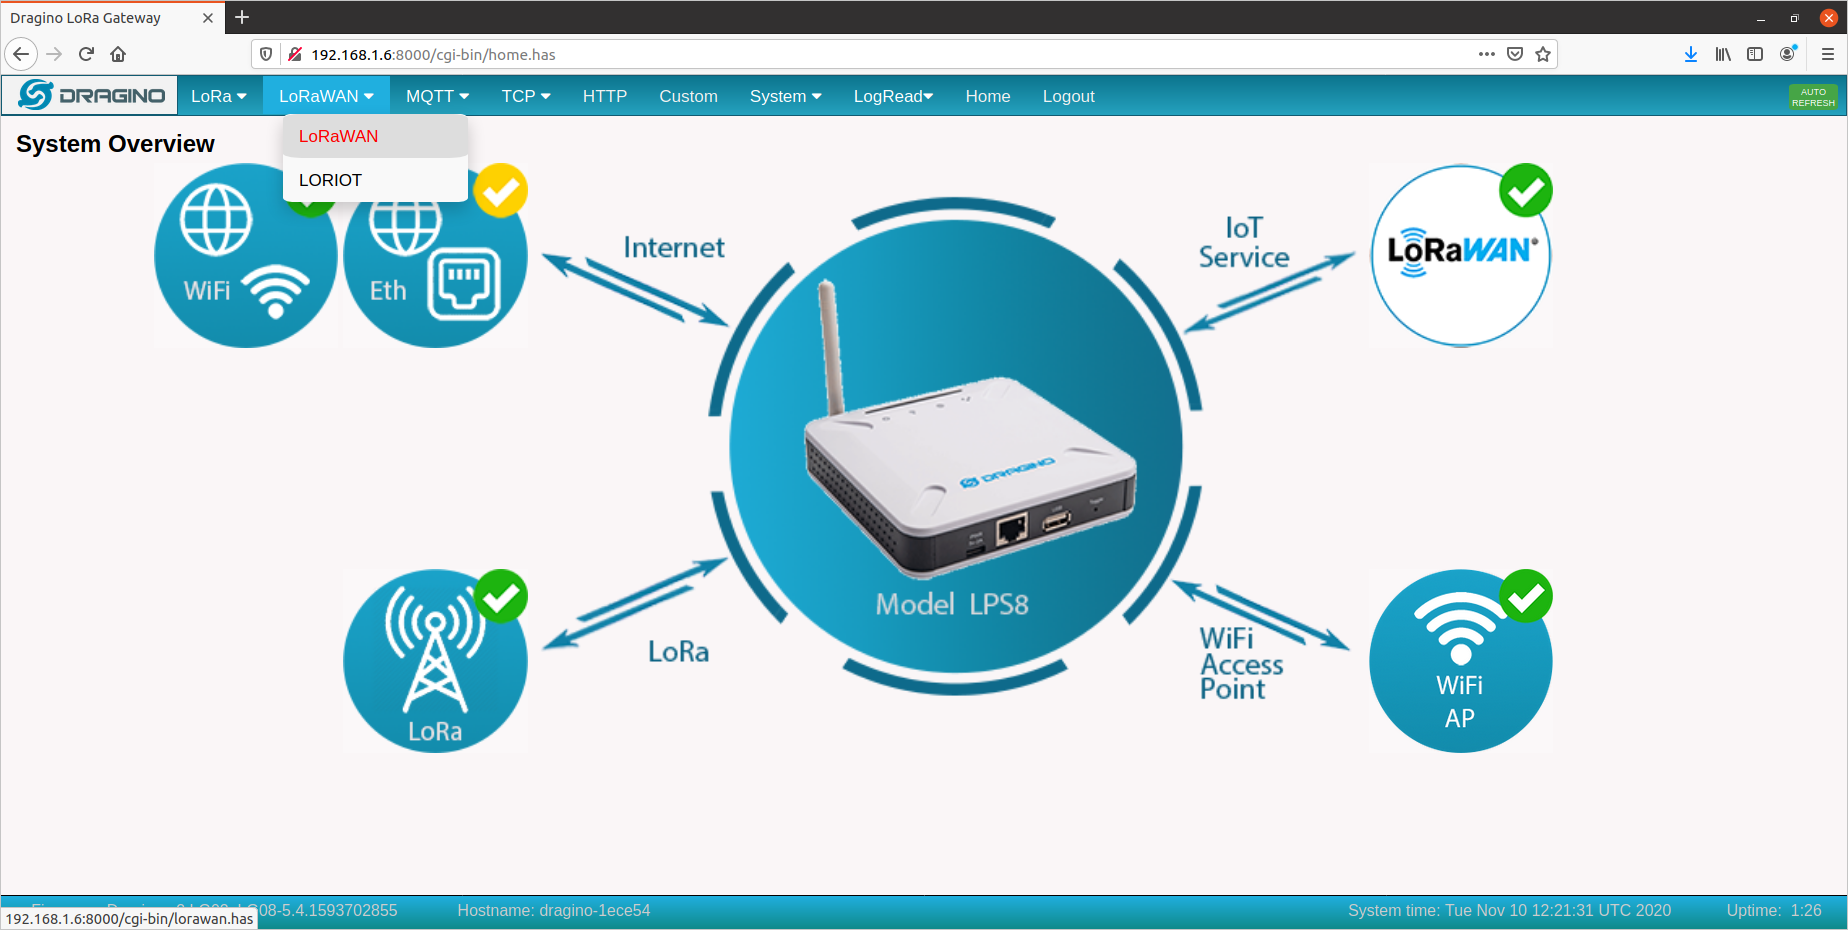 Dragino LoRa Gateway
192.168.1.6:8000/cgi-bin/home.has
DRAGINO
LoRa
LoRaWAN
MQTT
TCP
HTTP
Custom
System
LogRead
Home
Logout
AUTO
REFRESH
LoRaWAN
LORIOT
System Overview
WiFi
Eth
Internet
IoT
Service
LoRaWAN®
DRAGINO
Model LPS8
LoRa
LoRa
WiFi
Access
Point
WiFi
AP
192.168.1.6:8000/cgi-bin/lorawan.has
08-5.4.1593702855
Hostname: dragino-1ece54
System time: Tue Nov 10 12:21:31 UTC 2020
Uptime: 1:26